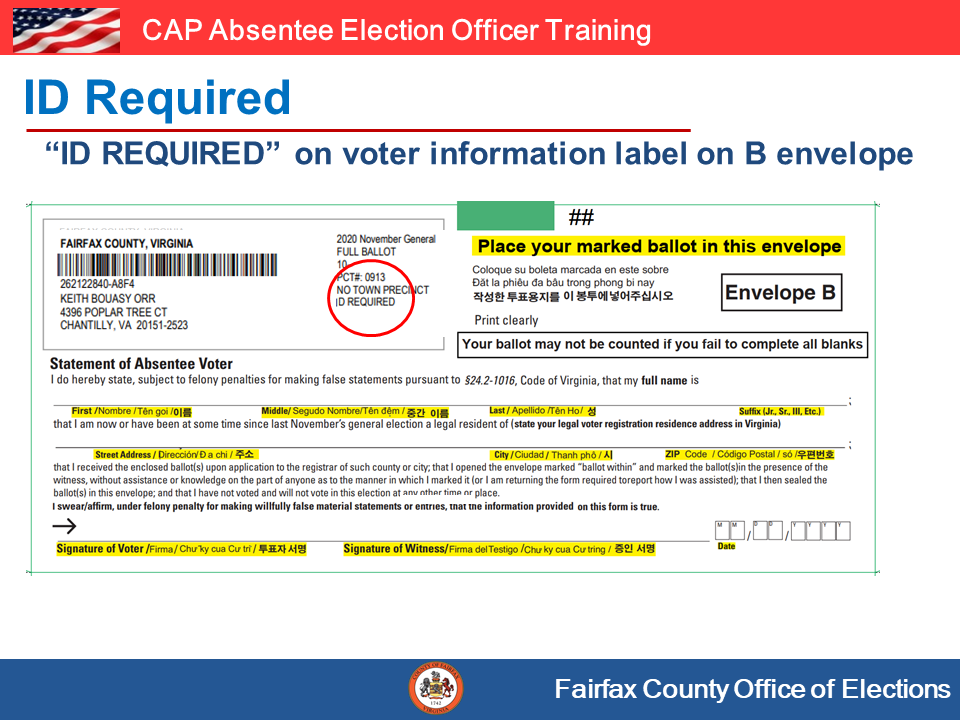 CAP Absentee Election Officer Training
ID Required
“ID REQUIRED” on voter information label on B envelope
FAIRFAX COUNTY, VIRGINIA
262122840-A8F4
KEITH BOUASY ORR
4396 POPLAR TREE CT
CHANTILLY, VA 20151-2523
2020 November General
FULL BALLOT
10
PCT#: 0913
NO TOWN PRECINCT
ID REQUIRED
##
Place your marked ballot in this envelope
Coloque su boleta marcada en este sobre
Đăt la phiêu đa bâu trong phong bi nay
작성한 투표용지를 이 봉투에넣어주십시오
Print clearly
Envelope B
Your ballot may not be counted if you fail to complete all blanks
Statement of Absentee Voter
I do hereby state, subject to felony penalties for making false statements pursuant to §24.2-1016, Code of Virginia, that my full name is
First /Nombre / Tên goi /이름 Middle/ Segudo Nombre/Tên đệm / 중간 이름 Last / Apellido /Tên Ho / 성 Suffix (Jr., Sr., III, Etc.) ;
that I am now or have been at some time since last November's general election a legal resident of (state your legal voter registration residence address in Virginia)
Street Address / Dirección/ Đa chi / 주소 City / Ciudad / Thanh phô / 시 ZIP Code / Código Postal / só /우편번호 ;
that I received the enclosed ballot(s) upon application to the registrar of such county or city; that I opened the envelope marked "ballot within" and marked the ballot(s)in the presence of the
witness, without assistance or knowledge on the part of anyone as to the manner in which I marked it (or I am returning the form required toreport how I was assisted); that I then sealed the
ballot(s) in this envelope; and that I have not voted and will not vote in this election at any other time or place.
I swear/affirm, under felony penalty for making willfully false material statements or entries, that the information provided on this form is true.
M M / D D / Y Y Y Y
Signature of Voter /Firma / Chư ̃ky cua Cư tri / 투표자 서명 Signature of Witness/ Firma delTestigo /Chư ky cua Cư tring / 증인 서명 Date
COUNTY OF FAIRFAX
VIRGINIA
1742
Fairfax County Office of Elections